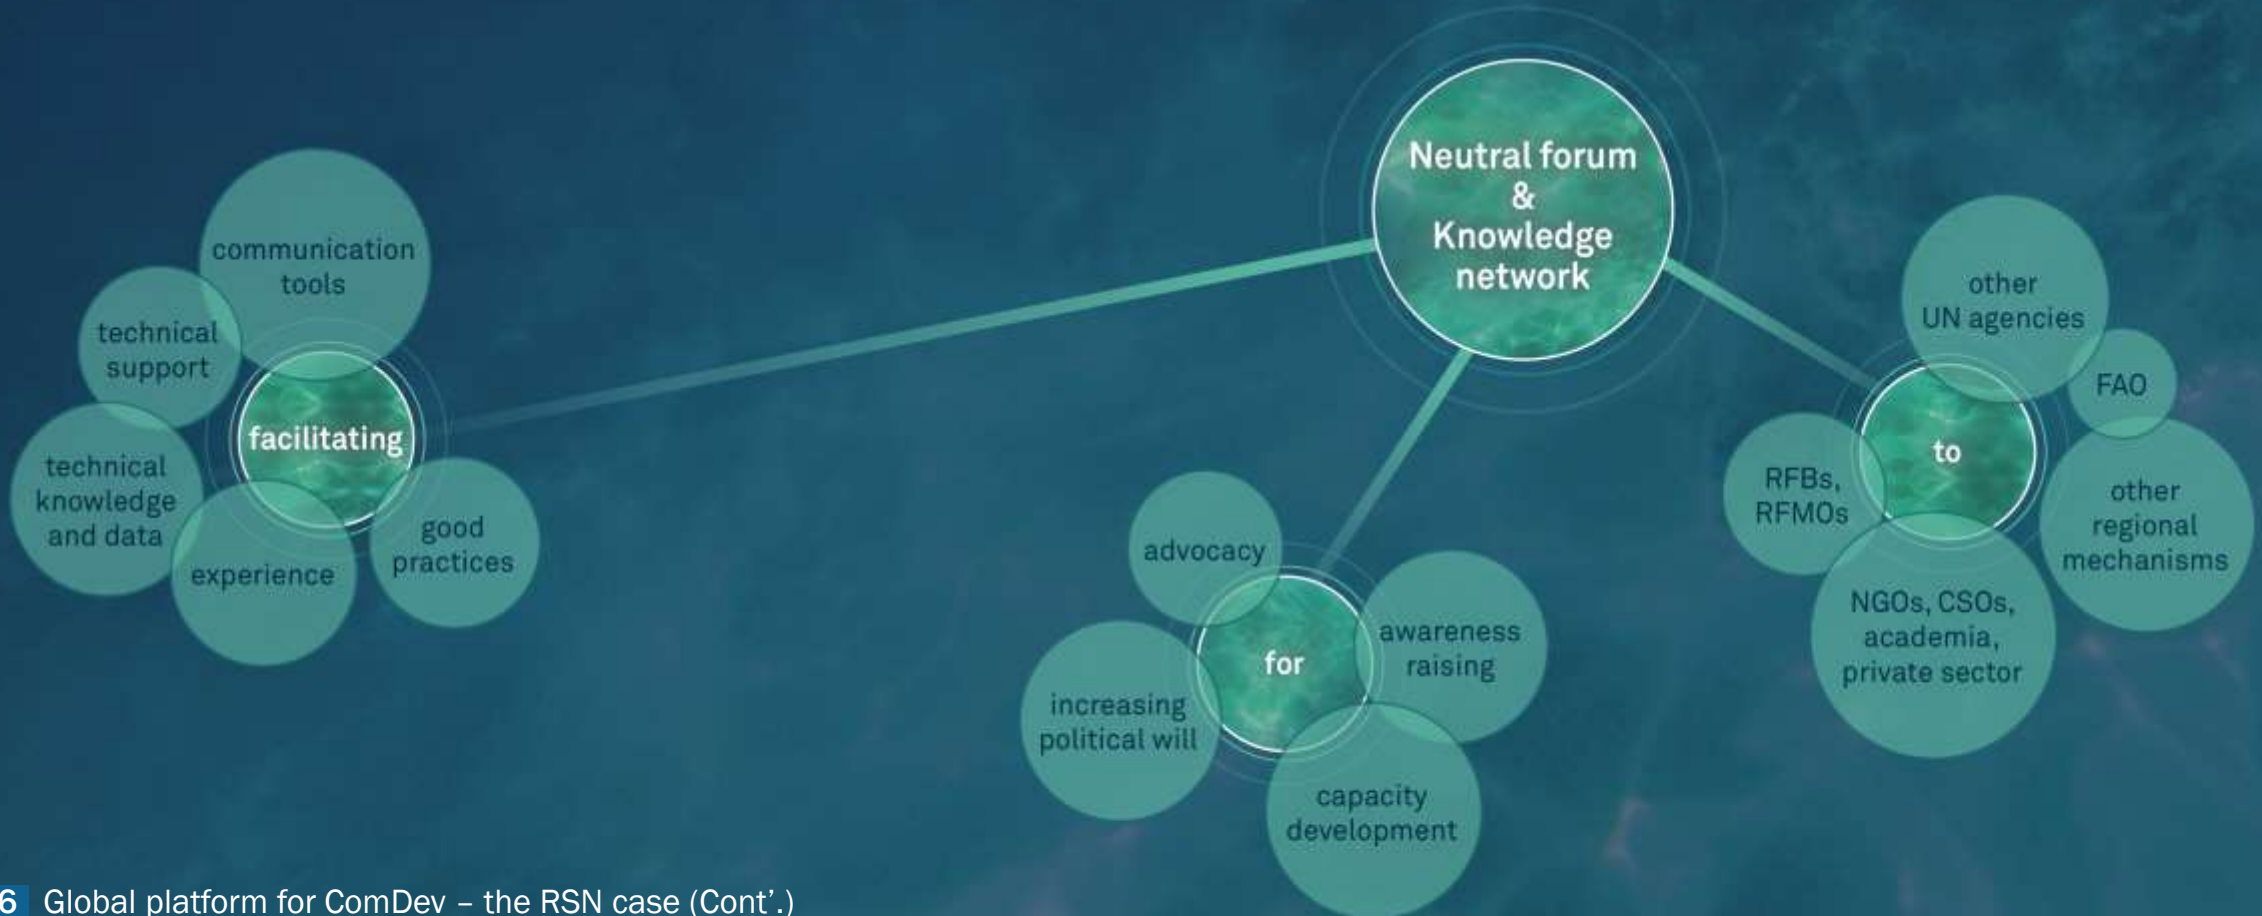 Neutral forum
&
Knowledge
network
communication
tools
technical
support
facilitating
technical
knowledge
and data
experience
good
practices
advocacy
for
awareness
raising
increasing
political will
capacity
development
other
UN agencies
FAO
to
RFBs,
RFMOs
other
regional
mechanisms
NGOs, CSOs,
academia,
private sector
6 Global platform for ComDev – the RSN case (Cont'.)